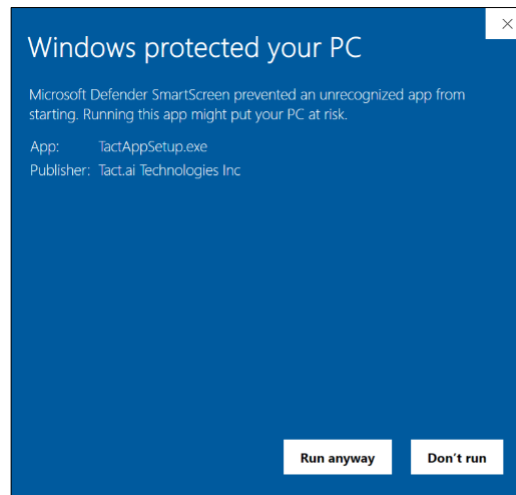 Windows protected your PC
Microsoft Defender SmartScreen prevented an unrecognized app from
starting. Running this app might put your PC at risk.
App: TactAppSetup.exe
Publisher: Tact.ai Technologies Inc
Run anyway
Don't run